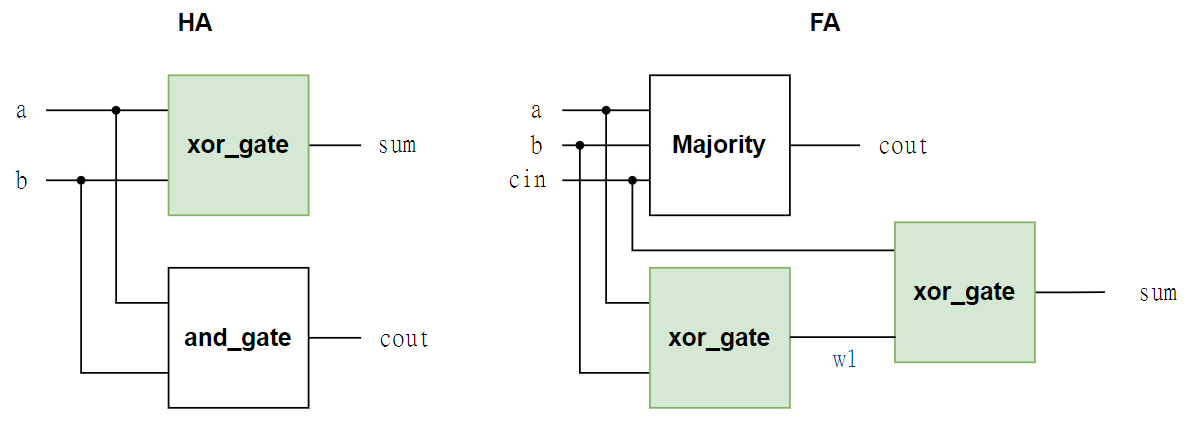 HA
a
b
xor_gate
sum
and_gate
cout
FA
a
b
cin
Majority
cout
xor_gate
w1
xor_gate
sum